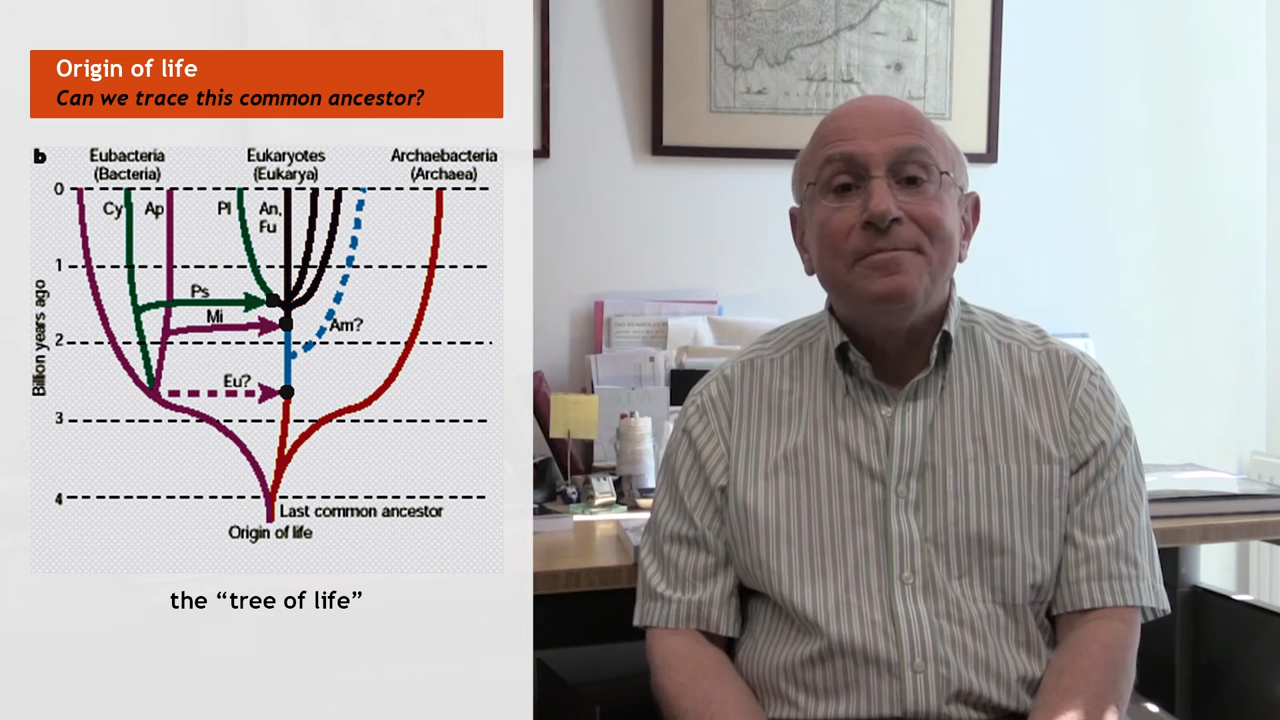 Origin of life
Can we trace this common ancestor?
b
Eubacteria
(Bacteria)
Eukaryotes
(Eukarya)
Archaebacteria
(Archaea)
0
Cy
Ap
Pl
An,
Fu
1
Ps
Mi
Am?
2
Eu?
3
4
Billion years ago
Last common ancestor
Origin of life
the “tree of life”